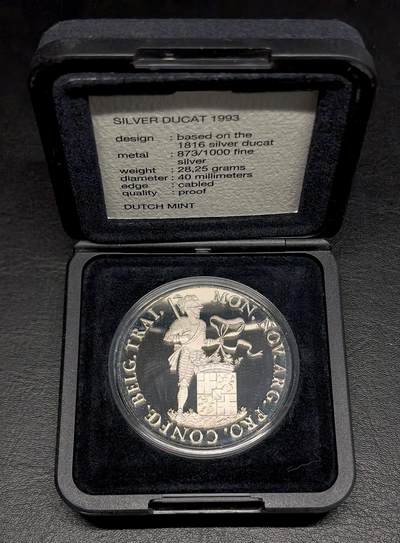 SILVER DUCAT 1993
design : based on the
1816 silver ducat
metal : 873/1000 fine
silver
weight : 28,25 grams
diameter : 40 millimeters
edge : cabled
quality : proof
DUTCH MINT
MON. NOV. ARG. PRO. CONFOE. BELG. TRAI.